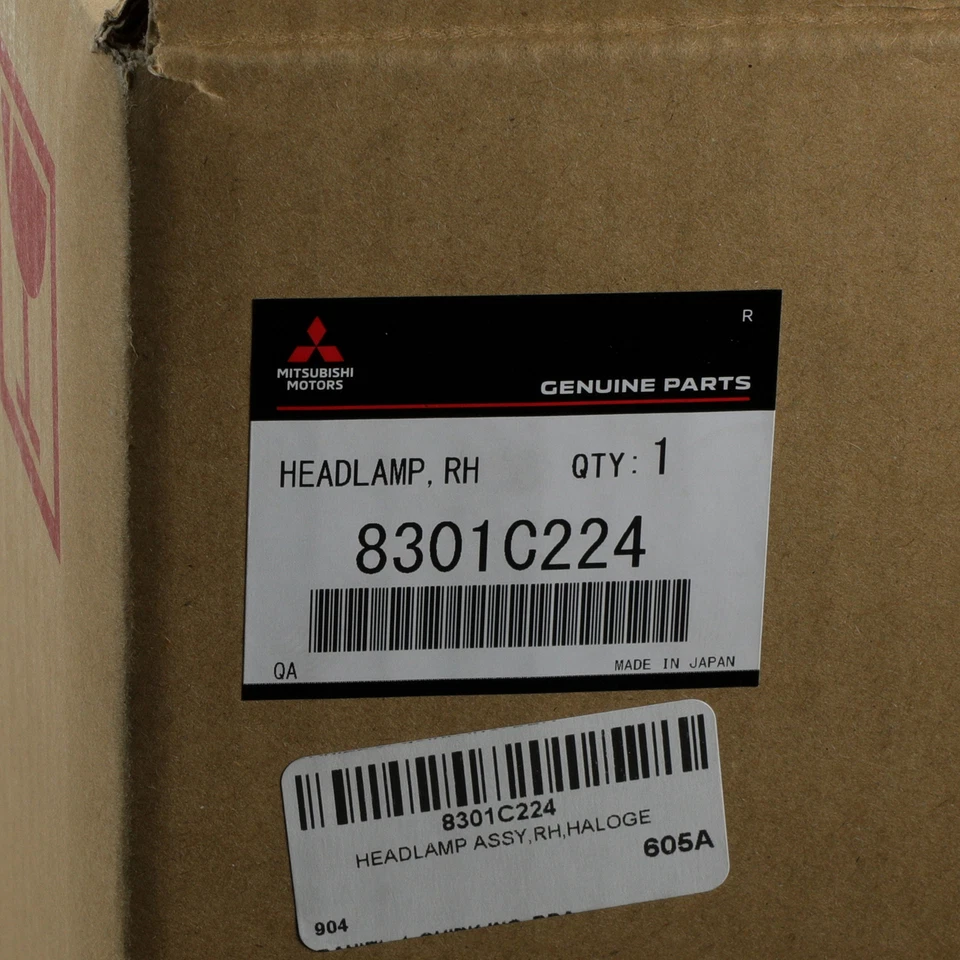 R
MITSUBISHI
MOTORS
GENUINE PARTS
HEADLAMP, RH QTY: 1
8301C224
QA MADE IN JAPAN
8301C224
HEADLAMP ASSY,RH,HALOGE
605A
904